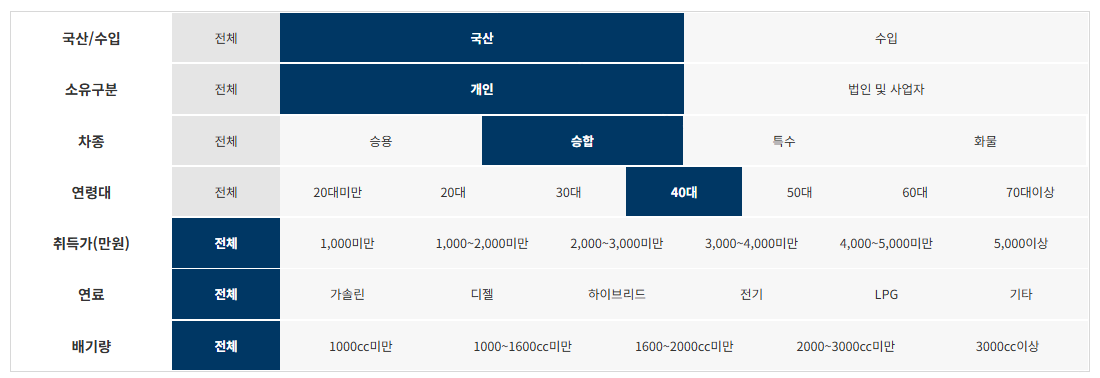 국산/수입 전체 국산 수입
소유구분 전체 개인 법인 및 사업자
차종 전체 승용 승합 특수 화물
연령대 전체 20대미만 20대 30대 40대 50대 60대 70대이상
취득가(만원) 전체 1,000미만 1,000~2,000미만 2,000~3,000미만 3,000~4,000미만 4,000~5,000미만 5,000이상
연료 전체 가솔린 디젤 하이브리드 전기 LPG 기타
배기량 전체 1000cc미만 1000~1600cc미만 1600~2000cc미만 2000~3000cc미만 3000cc이상